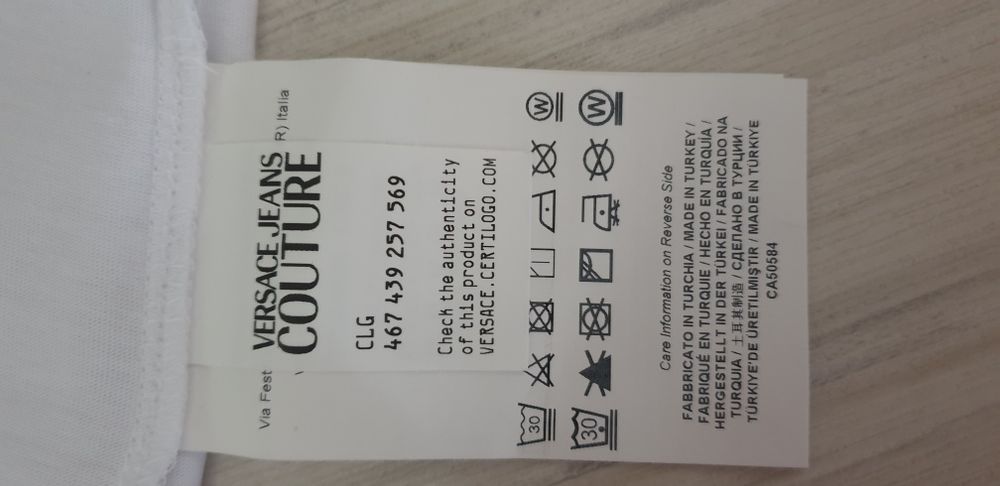 Via Fest
R) Italia
VERSACE JEANS
COUTURE
CLG
467 439 257 569
Check the authenticity
of this product on
VERSACE.CERTILOGO.COM
30 W W
30 W
Care Information on Reverse Side
FABBRICATO IN TURCHIA / MADE IN TURKEY /
FABRIQUÉ EN TURQUIE / HECHO EN TURQUÍA /
HERGESTELLT IN DER TÜRKEI / FABRICADO NA
TURQUIA / 土耳其制造 / СДЕЛАНО В ТУРЦИИ /
TÜRKİYE'DE ÜRETİLMİŞTİR / MADE IN TÜRKIYE
CA50584